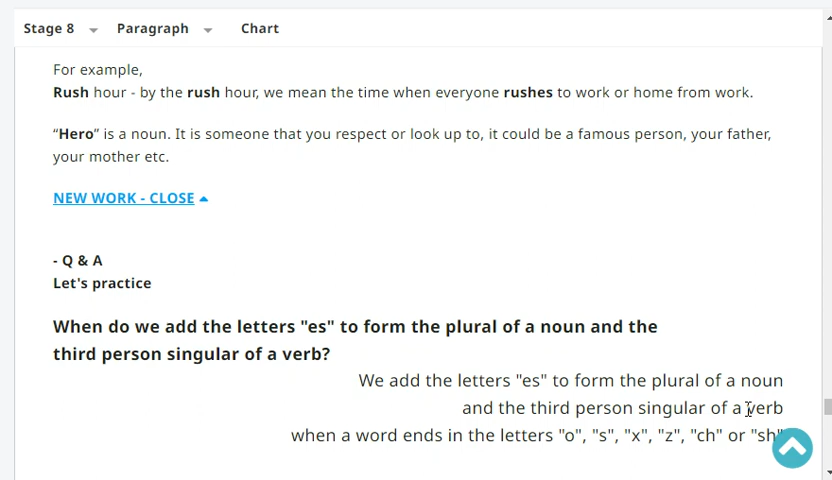 Stage 8 Paragraph Chart
For example,
Rush hour - by the rush hour, we mean the time when everyone rushes to work or home from work.
“Hero” is a noun. It is someone that you respect or look up to, it could be a famous person, your father,
your mother etc.
NEW WORK - CLOSE
- Q & A
Let's practice
When do we add the letters "es" to form the plural of a noun and the
third person singular of a verb?
We add the letters "es" to form the plural of a noun
and the third person singular of a verb
when a word ends in the letters "o", "s", "x", "z", "ch" or "sh"